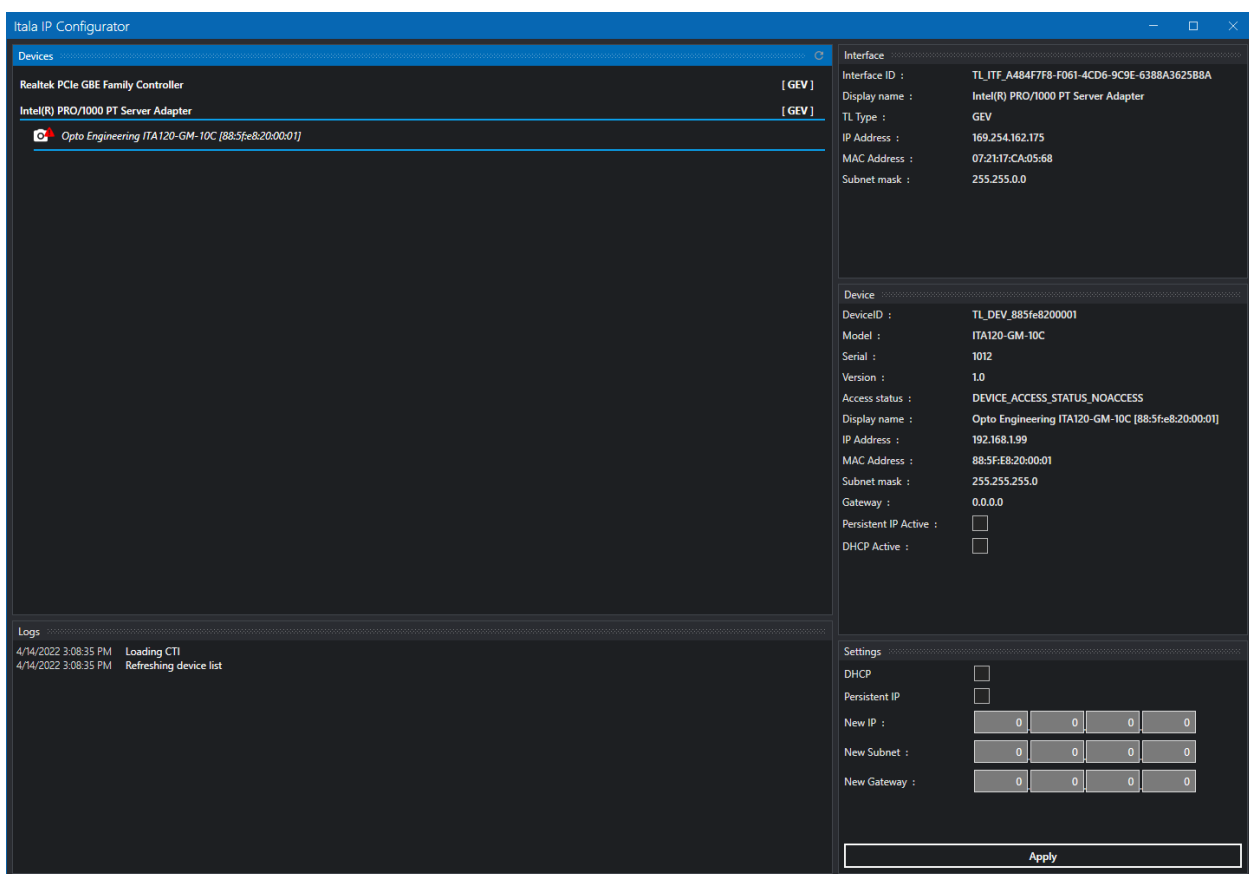 Itala IP Configurator
Devices
Realtek PCIe GBE Family Controller [ GEV ]
Intel(R) PRO/1000 PT Server Adapter [ GEV ]
Opto Engineering ITA120-GM-10C [88:5f:e8:20:00:01]
Logs
4/14/2022 3:08:35 PM Loading CTI
4/14/2022 3:08:35 PM Refreshing device list
Interface
Interface ID : TL_ITF_A484F7F8-F061-4CD6-9C9E-6388A3625B8A
Display name : Intel(R) PRO/1000 PT Server Adapter
TL Type : GEV
IP Address : 169.254.162.175
MAC Address : 07:21:17:CA:05:68
Subnet mask : 255.255.0.0
Device
DeviceID : TL_DEV_885fe8200001
Model : ITA120-GM-10C
Serial : 1012
Version : 1.0
Access status : DEVICE_ACCESS_STATUS_NOACCESS
Display name : Opto Engineering ITA120-GM-10C [88:5f:e8:20:00:01]
IP Address : 192.168.1.99
MAC Address : 88:5F:E8:20:00:01
Subnet mask : 255.255.255.0
Gateway : 0.0.0.0
Persistent IP Active :
DHCP Active :
Settings
DHCP
Persistent IP
New IP : 0 . 0 . 0 . 0
New Subnet : 0 . 0 . 0 . 0
New Gateway : 0 . 0 . 0 . 0
Apply